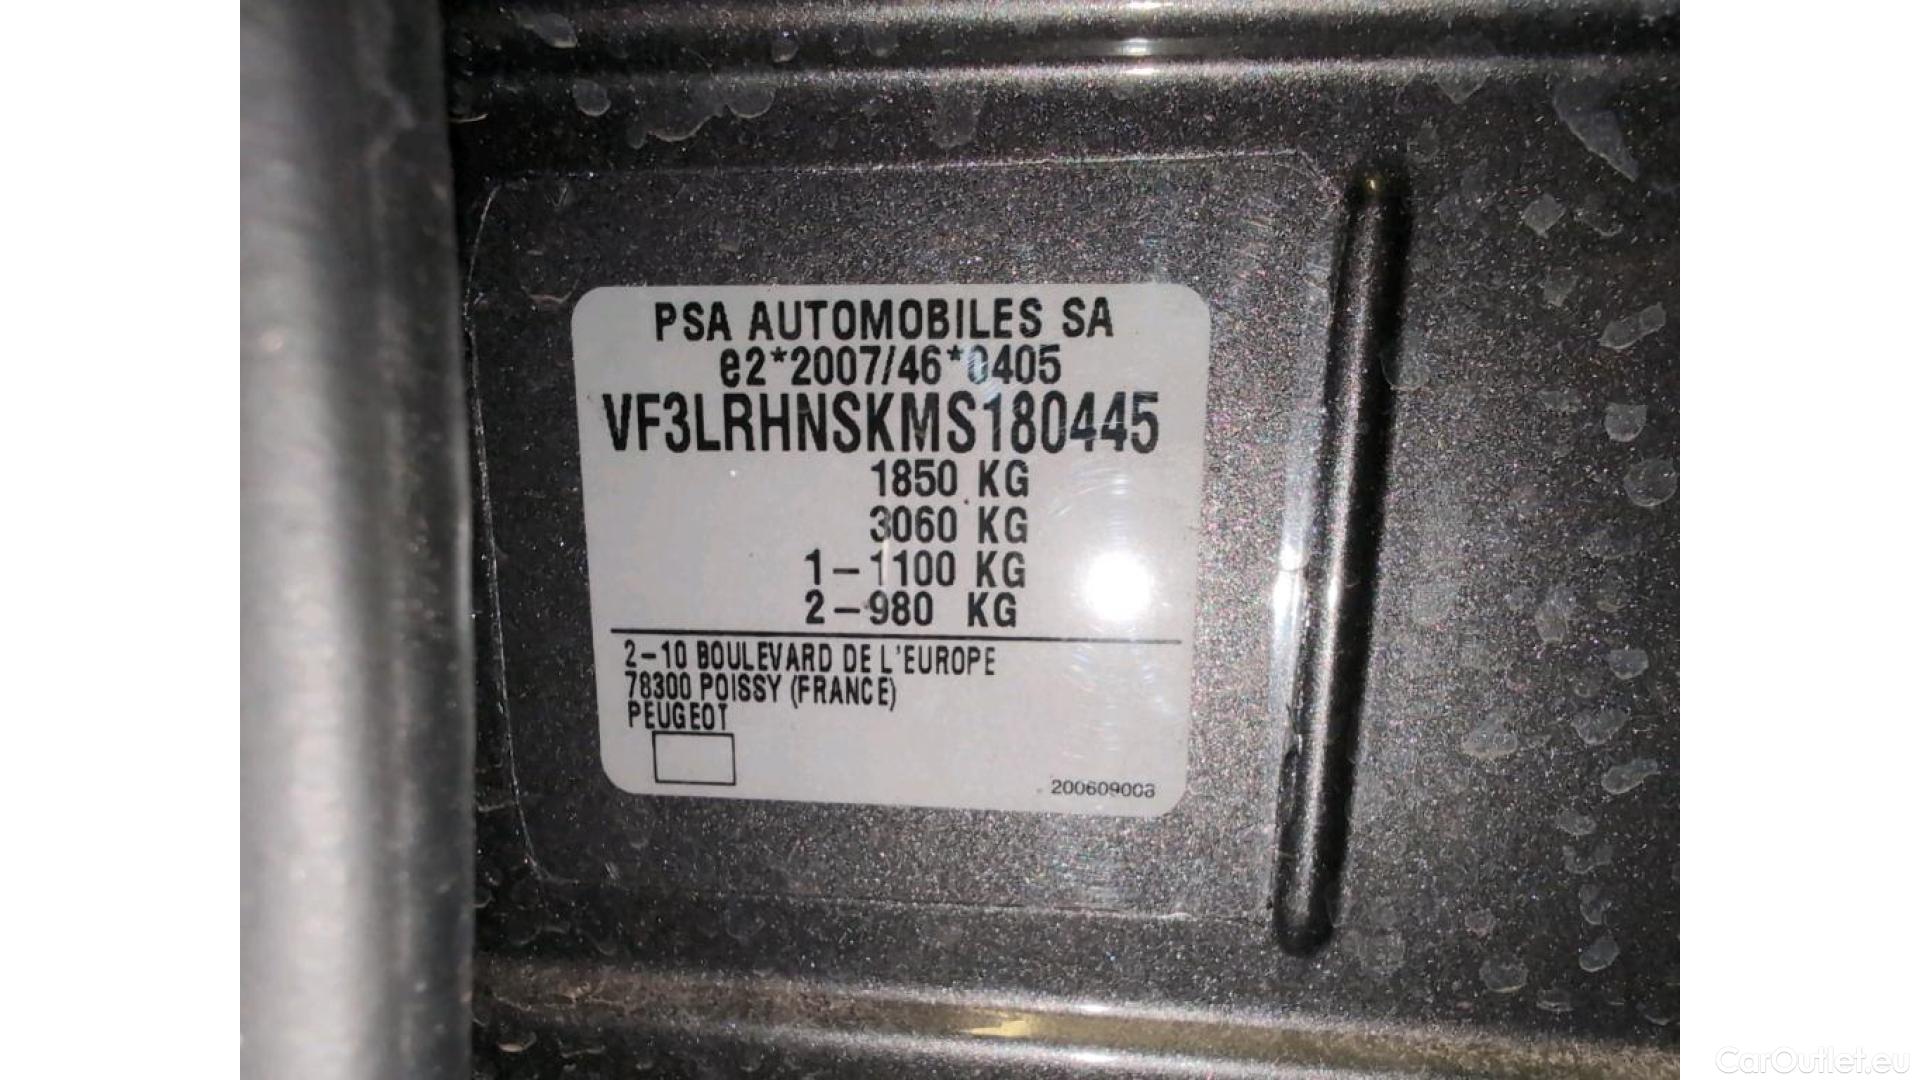 PSA AUTOMOBILES SA
e2*2007/46*0405
VF3LRHNSKMS180445
1850 KG
3060 KG
1-1100 KG
2-980 KG
2-10 BOULEVARD DE L'EUROPE
78300 POISSY (FRANCE)
PEUGEOT
200609003
CarOutlet.eu